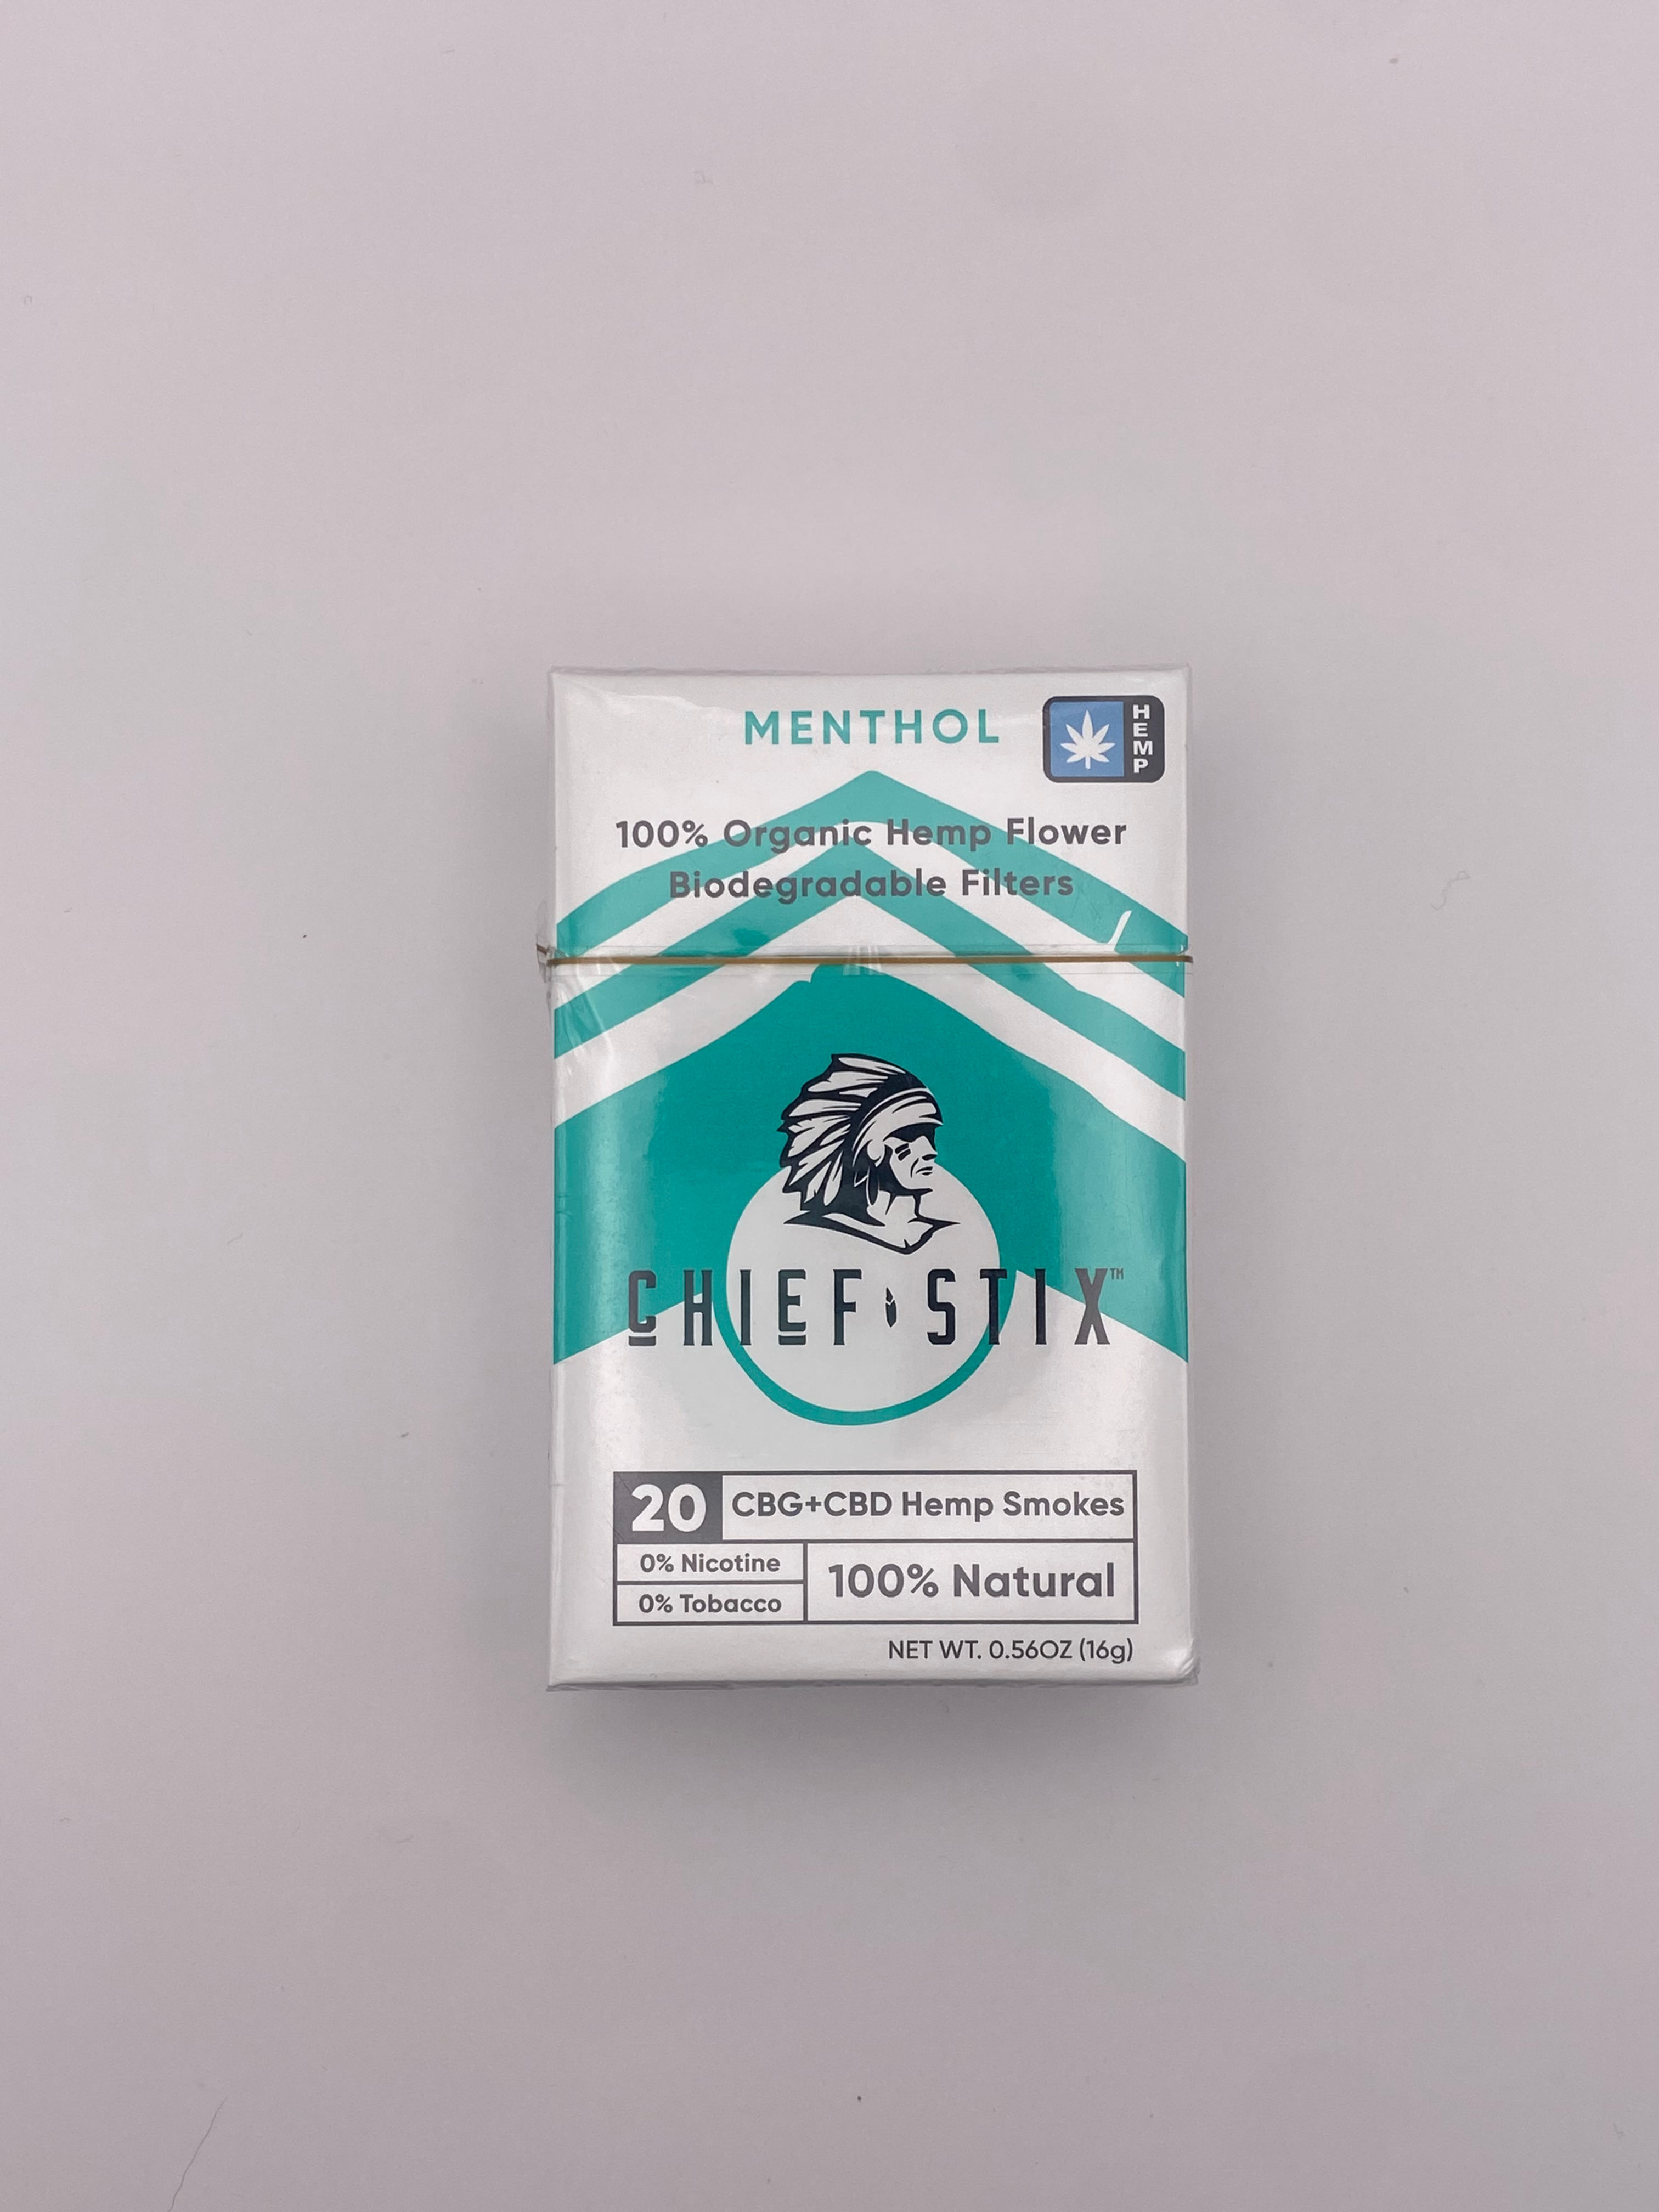 MENTHOL
HEMP
100% Organic Hemp Flower
Biodegradable Filters
CHIEF STIX™
20 CBG+CBD Hemp Smokes
0% Nicotine
0% Tobacco
100% Natural
NET WT. 0.56OZ (16g)